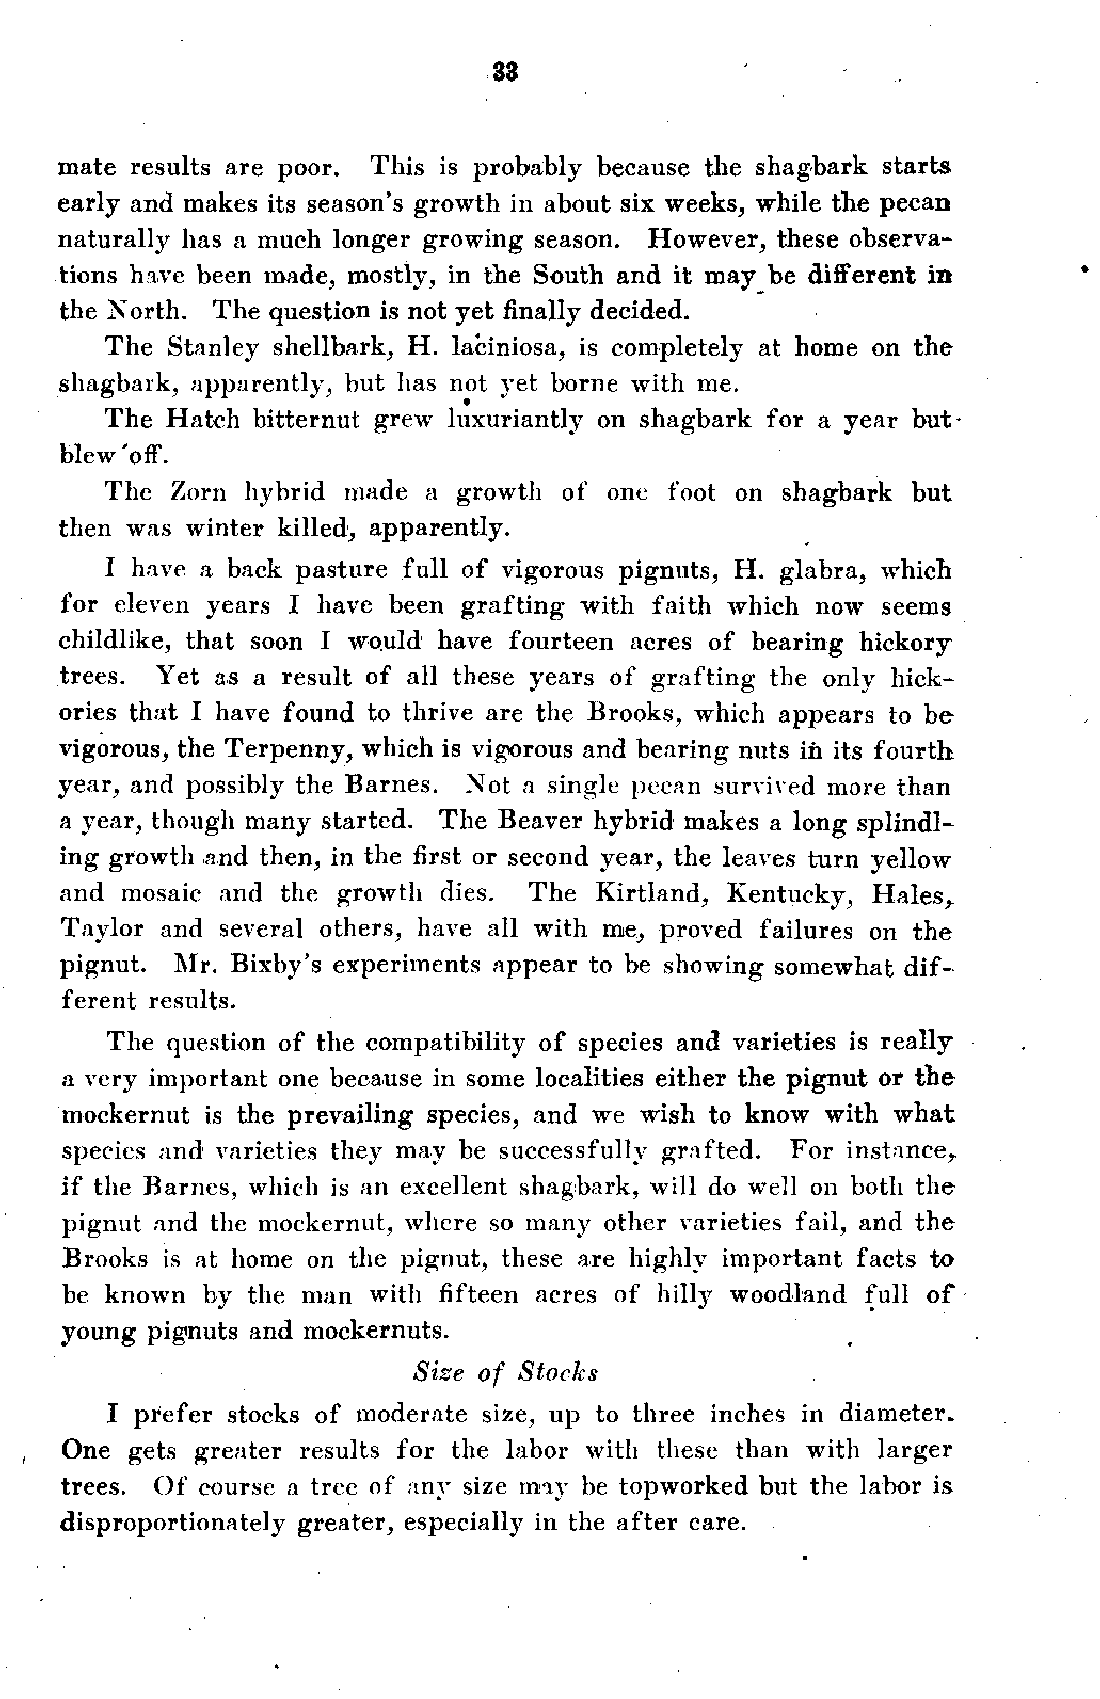 33
mate results are poor. This is probably because the shagbark starts
early and makes its season's growth in about six weeks, while the pecan
naturally has a much longer growing season. However, these observa-
tions have been made, mostly, in the South and it may be different in
the North. The question is not yet finally decided.
The Stanley shellbark, H. laciniosa, is completely at home on the
shagbark, apparently, but has not yet borne with me.
The Hatch bitternut grew luxuriantly on shagbark for a year but
blew off.
The Zorn hybrid made a growth of one foot on shagbark but
then was winter killed, apparently.
I have a back pasture full of vigorous pignuts, H. glabra, which
for eleven years I have been grafting with faith which now seems
childlike, that soon I would have fourteen acres of bearing hickory
trees. Yet as a result of all these years of grafting the only hick-
ories that I have found to thrive are the Brooks, which appears to be
vigorous, the Terpenny, which is vigorous and bearing nuts in its fourth
year, and possibly the Barnes. Not a single pecan survived more than
a year, though many started. The Beaver hybrid makes a long splindl-
ing growth and then, in the first or second year, the leaves turn yellow
and mosaic and the growth dies. The Kirtland, Kentucky, Hales,
Taylor and several others, have all with me, proved failures on the
pignut. Mr. Bixby's experiments appear to be showing somewhat dif-
ferent results.
The question of the compatibility of species and varieties is really
a very important one because in some localities either the pignut or the
mockernut is the prevailing species, and we wish to know with what
species and varieties they may be successfully grafted. For instance,
if the Barnes, which is an excellent shagbark, will do well on both the
pignut and the mockernut, where so many other varieties fail, and the
Brooks is at home on the pignut, these are highly important facts to
be known by the man with fifteen acres of hilly woodland full of
young pignuts and mockernuts.
Size of Stocks
I prefer stocks of moderate size, up to three inches in diameter.
One gets greater results for the labor with these than with larger
trees. Of course a tree of any size may be topworked but the labor is
disproportionately greater, especially in the after care.